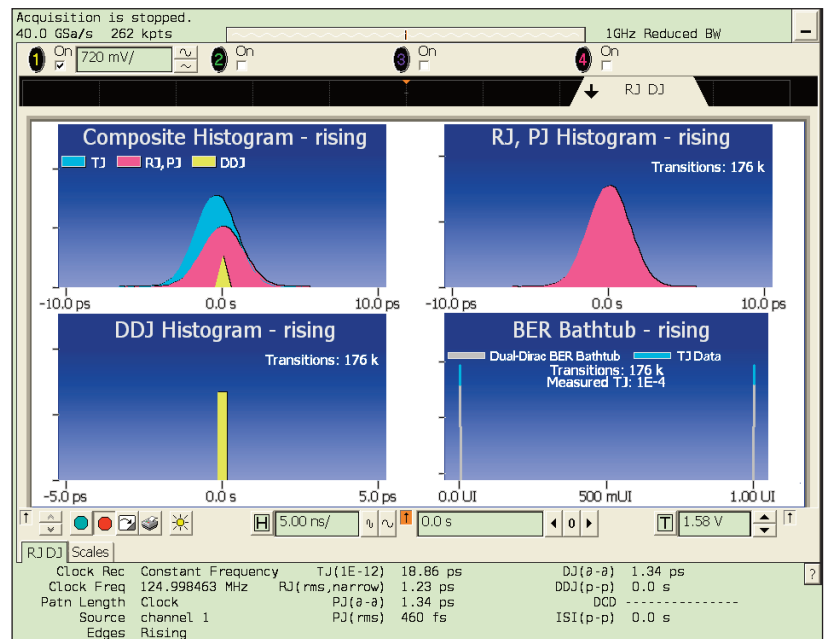 Acquisition is stopped.
40.0 GSa/s 262 kpts 1GHz Reduced BW
1 On 720 mV/ 2 On 3 On 4 On
RJ DJ
Composite Histogram - rising
TJ RJ,PJ DDJ
-10.0 ps 0.0 s 10.0 ps
RJ, PJ Histogram - rising
Transitions: 176 k
-10.0 ps 0.0 s 10.0 ps
DDJ Histogram - rising
Transitions: 176 k
-5.0 ps 0.0 s 5.0 ps
BER Bathtub - rising
Dual-Dirac BER Bathtub TJ Data
Transitions: 176 k
Measured TJ: 1E-4
0.0 UI 500 mUI 1.00 UI
H 5.00 ns/ 0.0 s 0 T 1.58 V
RJ DJ Scales
Clock Rec Constant Frequency TJ(1E-12) 18.86 ps DJ(∂-∂) 1.34 ps ?
Clock Freq 124.998463 MHz RJ(rms,narrow) 1.23 ps DDJ(p-p) 0.0 s
Patn Length Clock PJ(∂-∂) 1.34 ps DCD --------------
Source channel 1 PJ(rms) 460 fs ISI(p-p) 0.0 s
Edges Rising